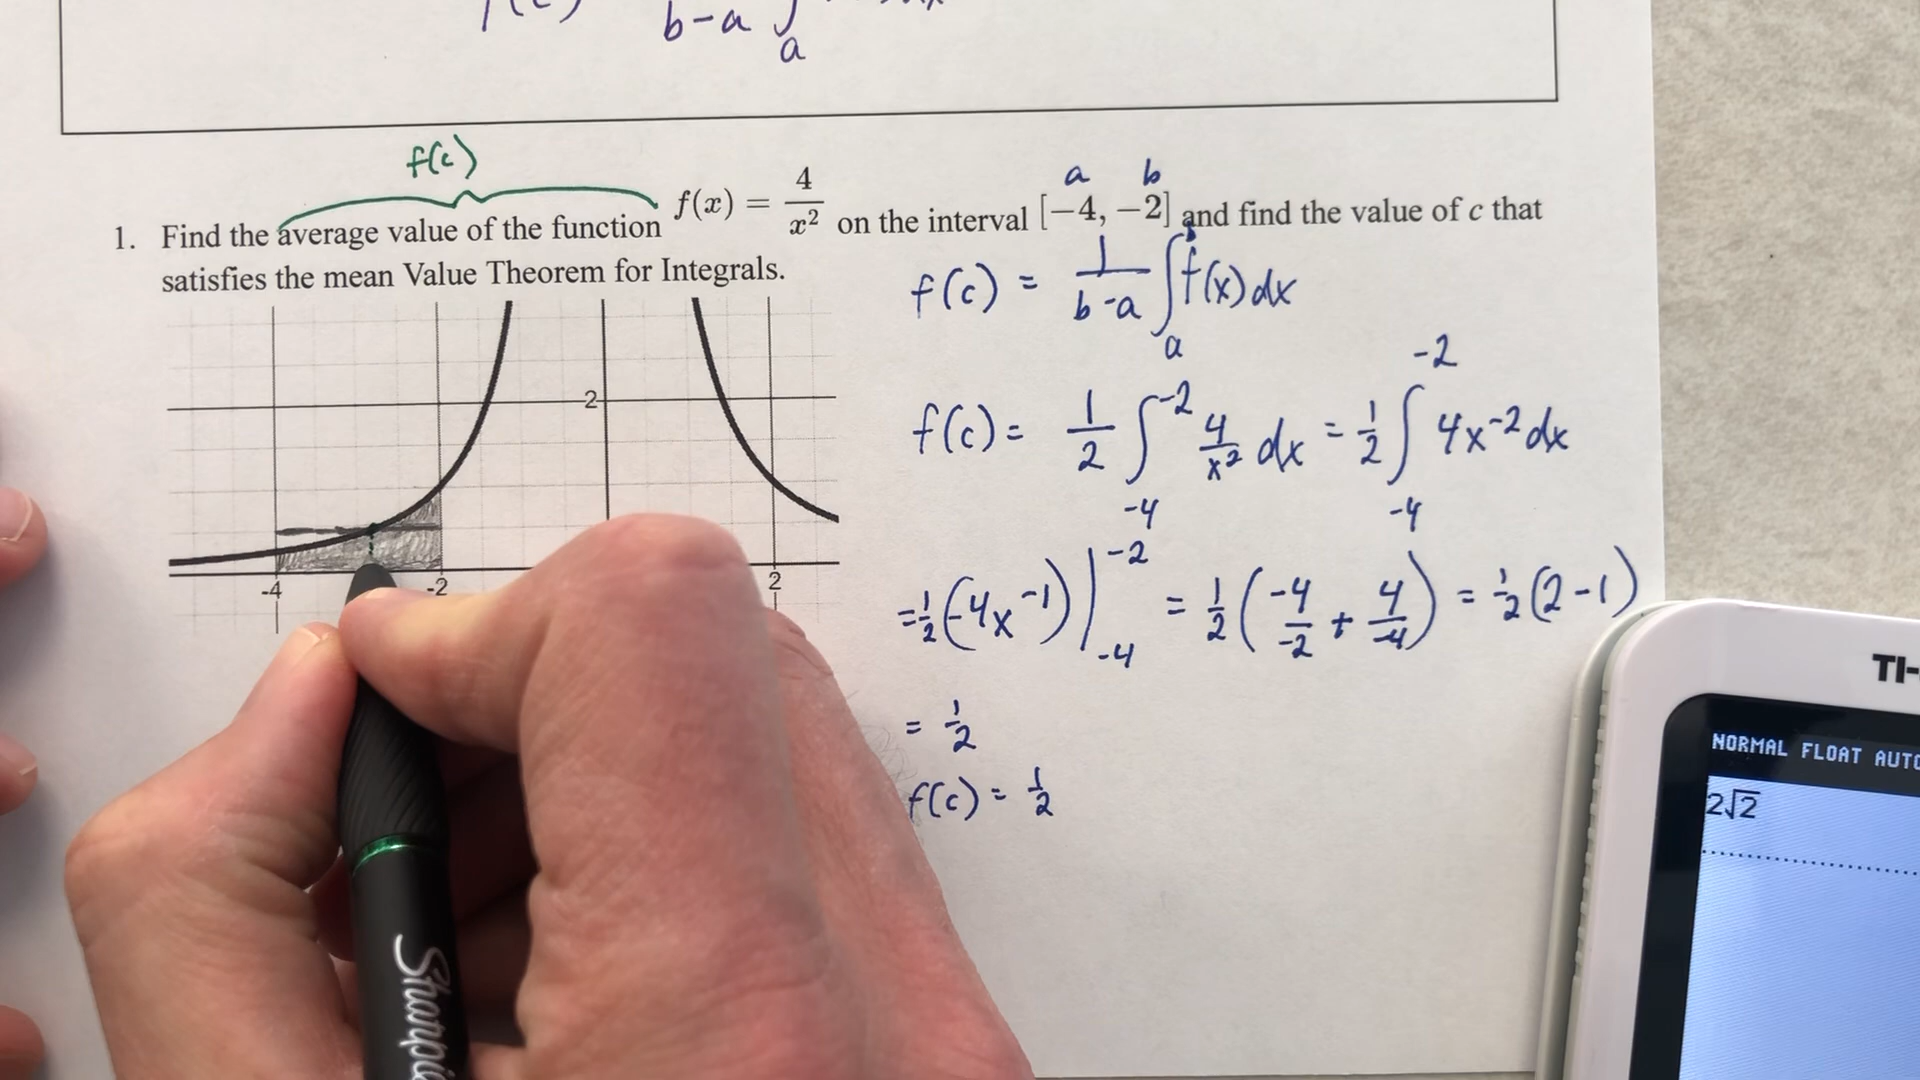 b-a
a
f(c)
1. Find the average value of the function f(x) = 4/x² on the interval [−4, −2] and find the value of c that
a b
satisfies the mean Value Theorem for Integrals.
f(c) = 1/(b-a) ∫ₐᵇ f(x)dx
f(c) = 1/2 ∫₋₄⁻² 4/x² dx = 1/2 ∫₋₄⁻² 4x⁻² dx
= 1/2 (-4x⁻¹) |₋₄⁻² = 1/2 (-4/-2 + 4/-4) = 1/2 (2-1)
= 1/2
f(c) = 1/2
2
-4 -2 2
Sharpie
TI-
NORMAL FLOAT AUTO
2√2